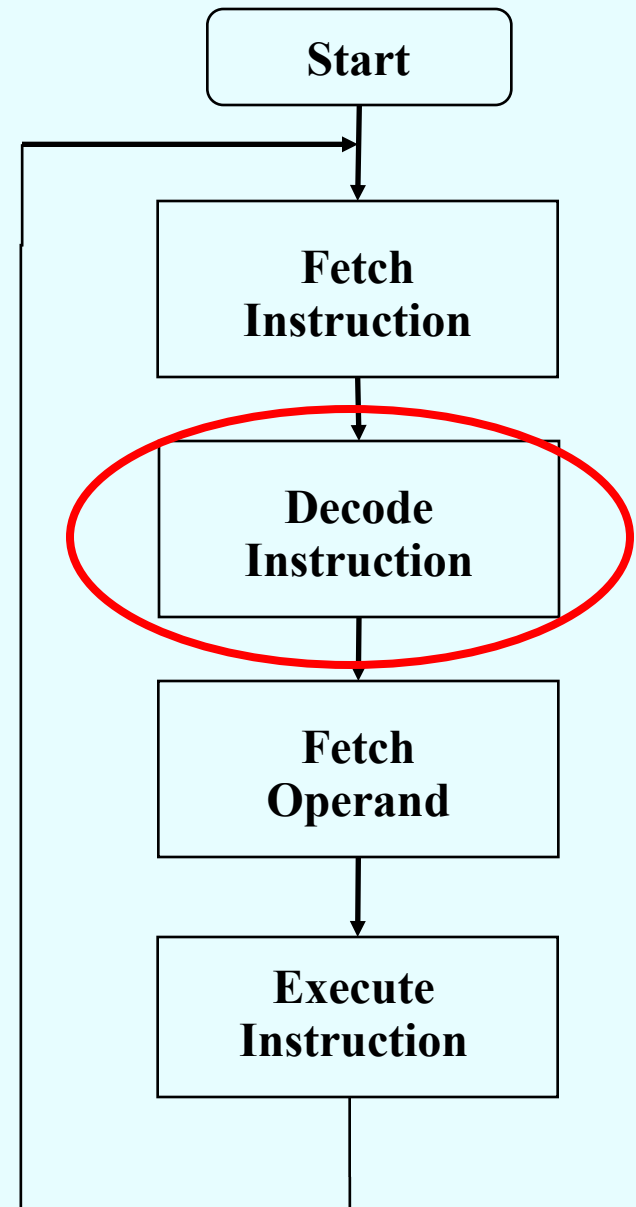 Start
Fetch
Instruction
Decode
Instruction
Fetch
Operand
Execute
Instruction